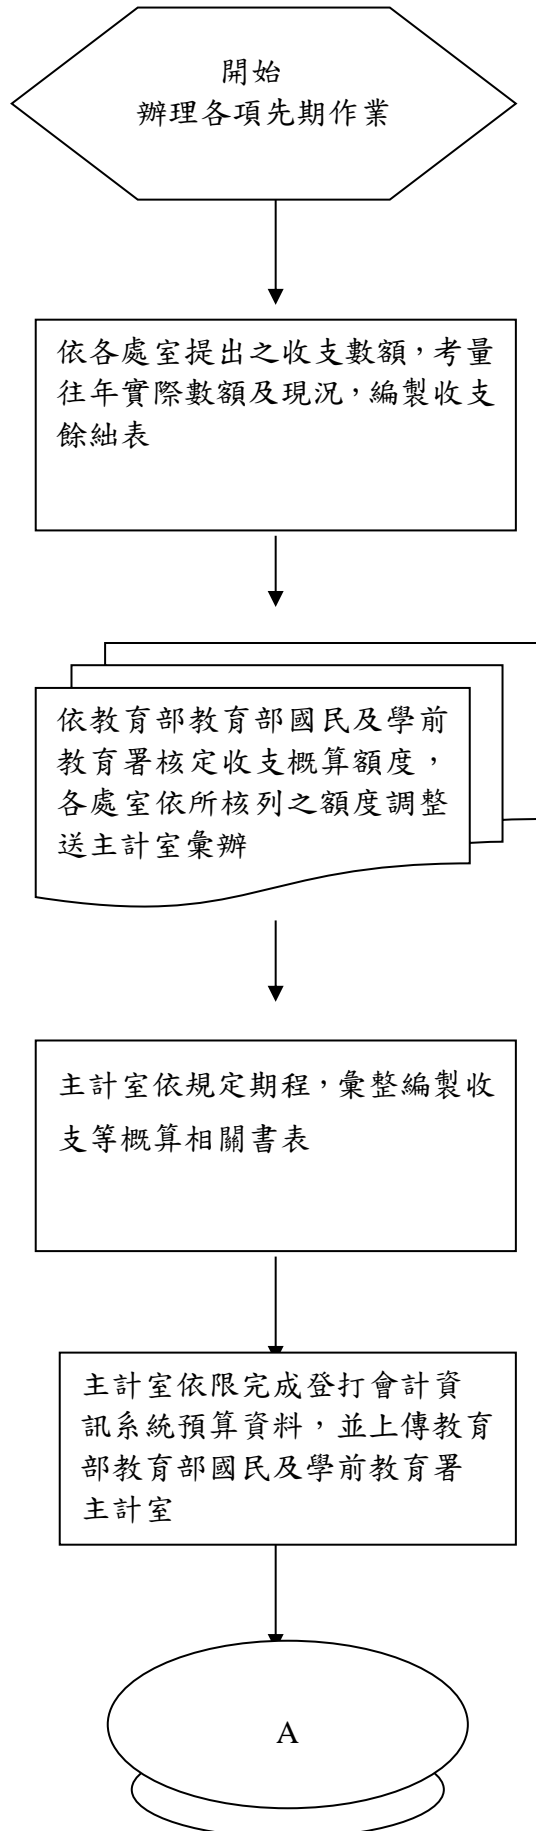 開始
辦理各項先期作業
依各處室提出之收支數額，考量
往年實際數額及現況，編製收支
餘絀表
依教育部教育部國民及學前
教育署核定收支概算額度，
各處室依所核列之額度調整
送主計室彙辦
主計室依規定期程，彙整編製收
支等概算相關書表
主計室依限完成登打會計資
訊系統預算資料，並上傳教育
部教育部國民及學前教育署
主計室
A